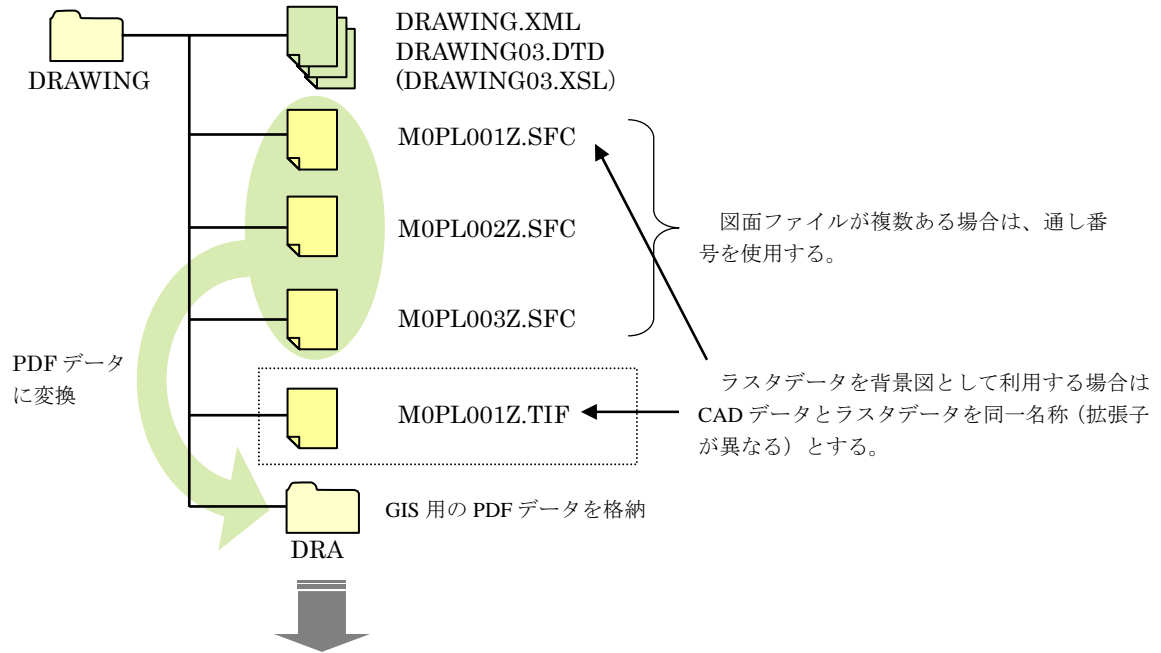 DRAWING
DRAWING.XML
DRAWING03.DTD
(DRAWING03.XSL)
M0PL001Z.SFC
M0PL002Z.SFC
M0PL003Z.SFC
図面ファイルが複数ある場合は、通し番
号を使用する。
PDF データ
に変換
M0PL001Z.TIF
ラスタデータを背景図として利用する場合は
CAD データとラスタデータを同一名称（拡張子
が異なる）とする。
GIS 用の PDF データを格納
DRA